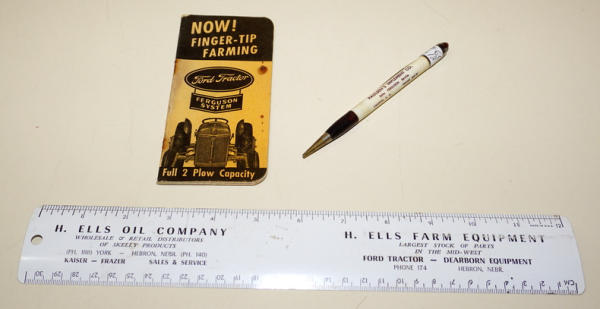 NOW!
FINGER-TIP
FARMING
Ford Tractor
FERGUSON
SYSTEM
Full 2 Plow Capacity
H. ELLS OIL COMPANY
WHOLESALE & RETAIL DISTRIBUTORS
OF SKELLY PRODUCTS
YORK — HEBRON, NEBR. (PH. 140)
KAISER — FRAZER SALES & SERVICE
H. ELLS FARM EQUIPMENT
LARGEST STOCK OF PARTS
IN THE MID-WEST
FORD TRACTOR — DEARBORN EQUIPMENT
PHONE 174 HEBRON, NEBR.